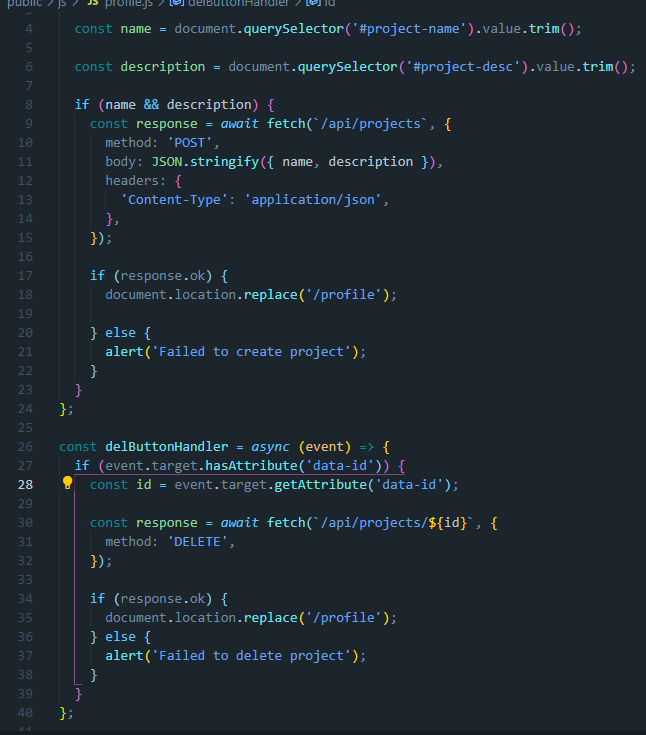 public > js > JS profile.js > delButtonHandler > id
4 const name = document.querySelector('#project-name').value.trim();
5
6 const description = document.querySelector('#project-desc').value.trim();
7
8 if (name && description) {
9 const response = await fetch(`/api/projects`, {
10 method: 'POST',
11 body: JSON.stringify({ name, description }),
12 headers: {
13 'Content-Type': 'application/json',
14 },
15 });
16
17 if (response.ok) {
18 document.location.replace('/profile');
19
20 } else {
21 alert('Failed to create project');
22 }
23 }
24 };
25
26 const delButtonHandler = async (event) => {
27 if (event.target.hasAttribute('data-id')) {
28 const id = event.target.getAttribute('data-id');
29
30 const response = await fetch(`/api/projects/${id}`, {
31 method: 'DELETE',
32 });
33
34 if (response.ok) {
35 document.location.replace('/profile');
36 } else {
37 alert('Failed to delete project');
38 }
39 }
40 };
41